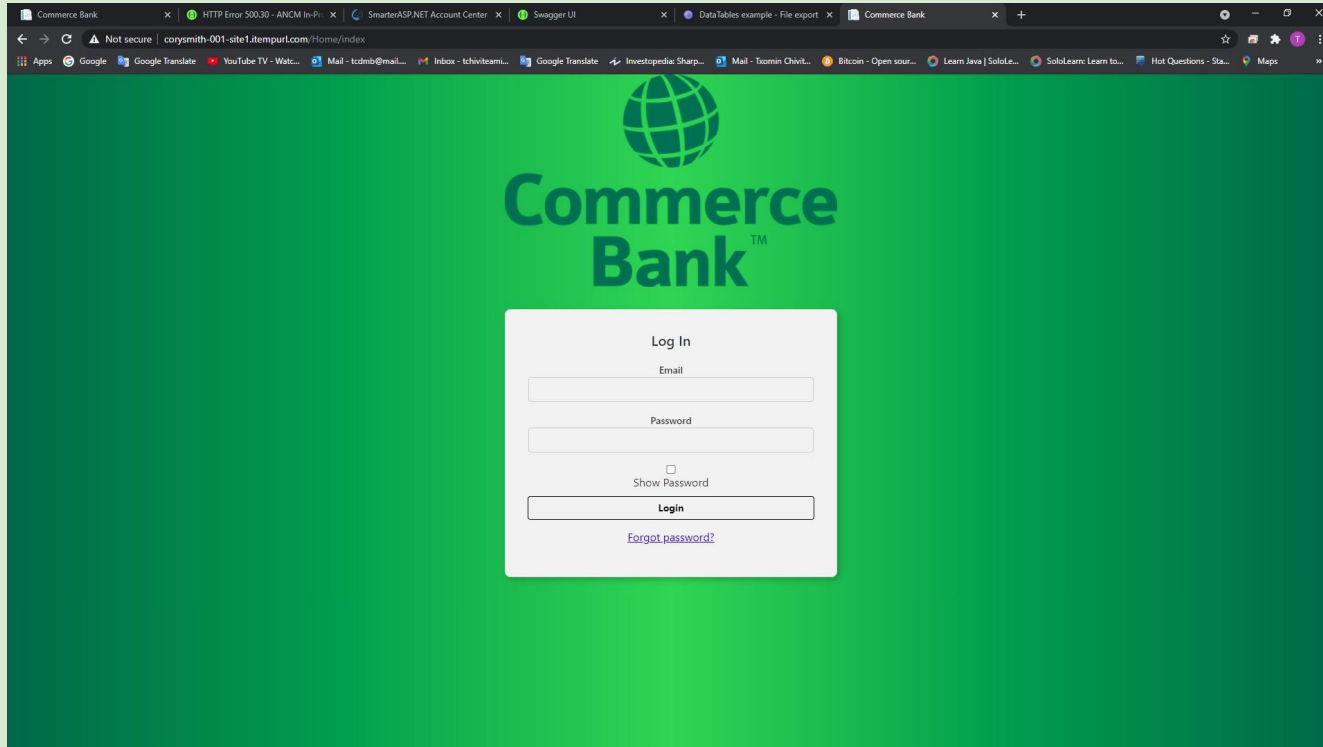 Commerce Bank
HTTP Error 500.30 - ANCM In-Pro
SmarterASP.NET Account Center
Swagger UI
DataTables example - File export
Commerce Bank
Not secure | corysmith-001-site1.itempurl.com/Home/index
Apps
Google
Google Translate
YouTube TV - Watc...
Mail - tcdmb@mail....
Inbox - tchiviteami...
Google Translate
Investopedia: Sharp...
Mail - Txomin Chivit...
Bitcoin - Open sour...
Learn Java | SoloLe...
SoloLearn: Learn to...
Hot Questions - Sta...
Maps
Commerce
Bank™
Log In
Email
Password
Show Password
Login
Forgot password?